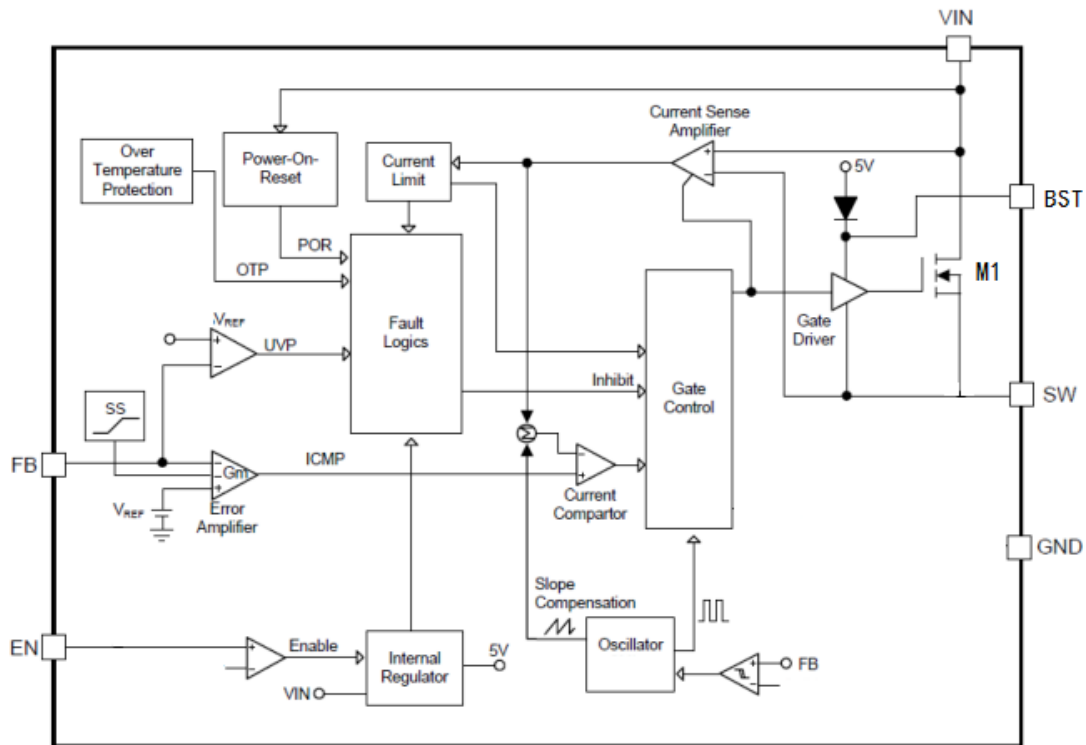 VIN
Current Sense
Amplifier
Over
Temperature
Protection
Power-On-
Reset
Current
Limit
5V
BST
POR
OTP
M1
VREF
UVP
Fault
Logics
Gate
Driver
Inhibit
Gate
Control
SS
SW
FB
ICMP
Gm
Σ
Current
Compartor
VREF
Error
Amplifier
GND
Slope
Compensation
EN
Enable
Internal
Regulator
5V
Oscillator
FB
VIN
+
-
+
-
-
-
+
-
+
+
-
+
-